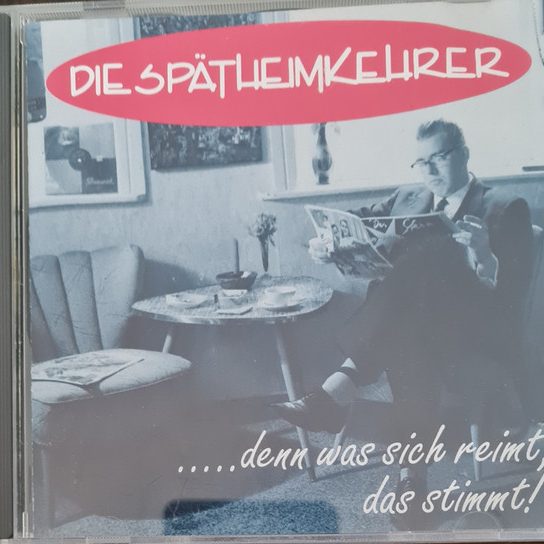 DIE SPÄTHEIMKEHRER
.....denn was sich reimt,
das stimmt!